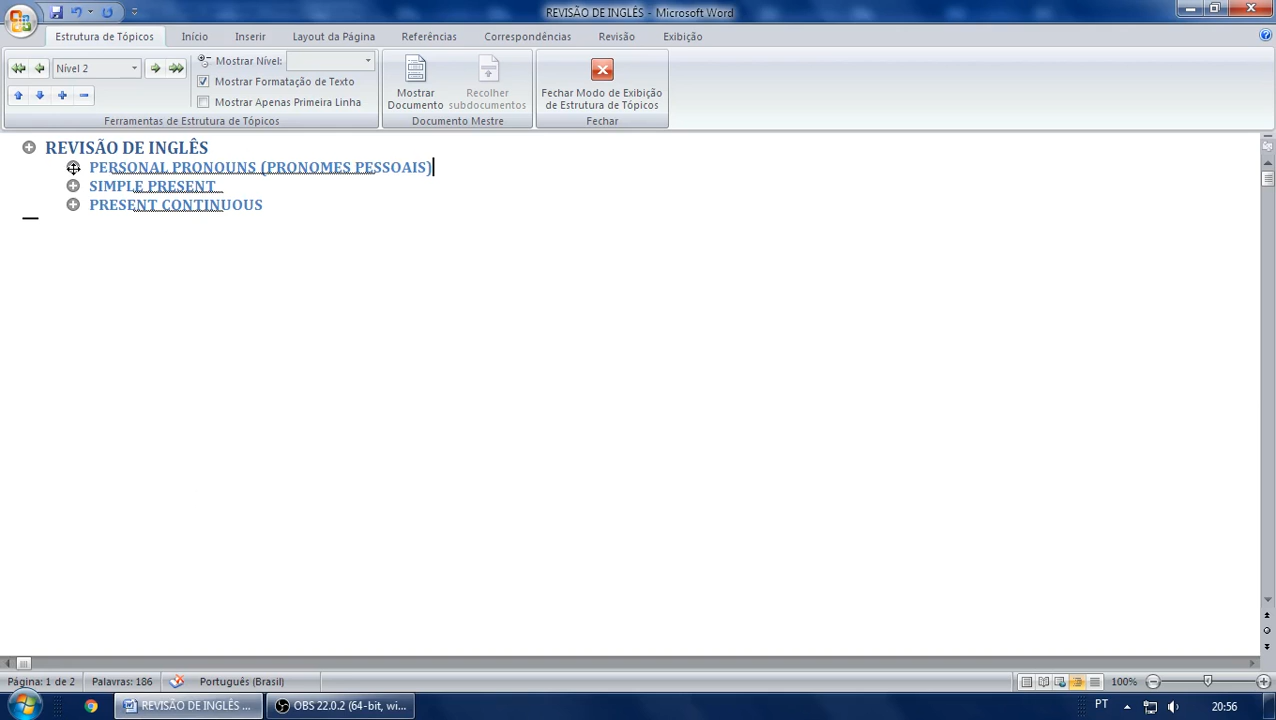 REVISÃO DE INGLÊS - Microsoft Word
Estrutura de Tópicos Início Inserir Layout da Página Referências Correspondências Revisão Exibição
Nível 2
Mostrar Nível:
Mostrar Formatação de Texto
Mostrar Apenas Primeira Linha
Ferramentas de Estrutura de Tópicos
Mostrar Documento
Recolher subdocumentos
Documento Mestre
Fechar Modo de Exibição
de Estrutura de Tópicos
Fechar
REVISÃO DE INGLÊS
PERSONAL PRONOUNS (PRONOMES PESSOAIS)
SIMPLE PRESENT
PRESENT CONTINUOUS
Página: 1 de 2 Palavras: 186 Português (Brasil) 100%
REVISÃO DE INGLÊS ... OBS 22.0.2 (64-bit, wi... PT 20:56